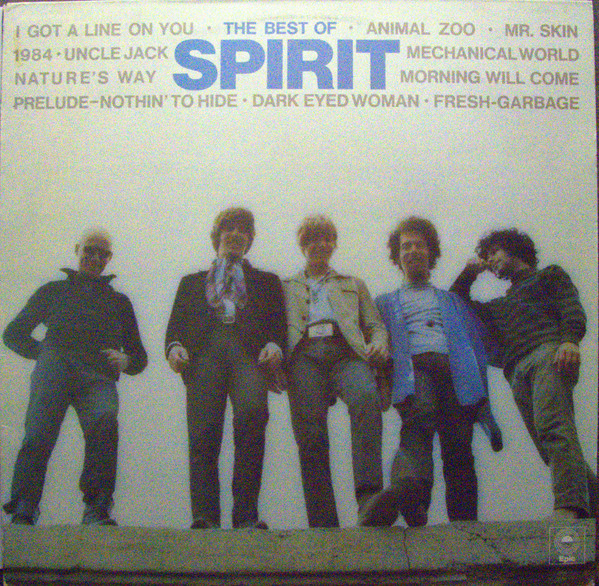 I GOT A LINE ON YOU · THE BEST OF · ANIMAL ZOO · MR. SKIN
1984 · UNCLE JACK SPIRIT MECHANICAL WORLD
NATURE'S WAY MORNING WILL COME
PRELUDE-NOTHIN' TO HIDE · DARK EYED WOMAN · FRESH-GARBAGE
Epic